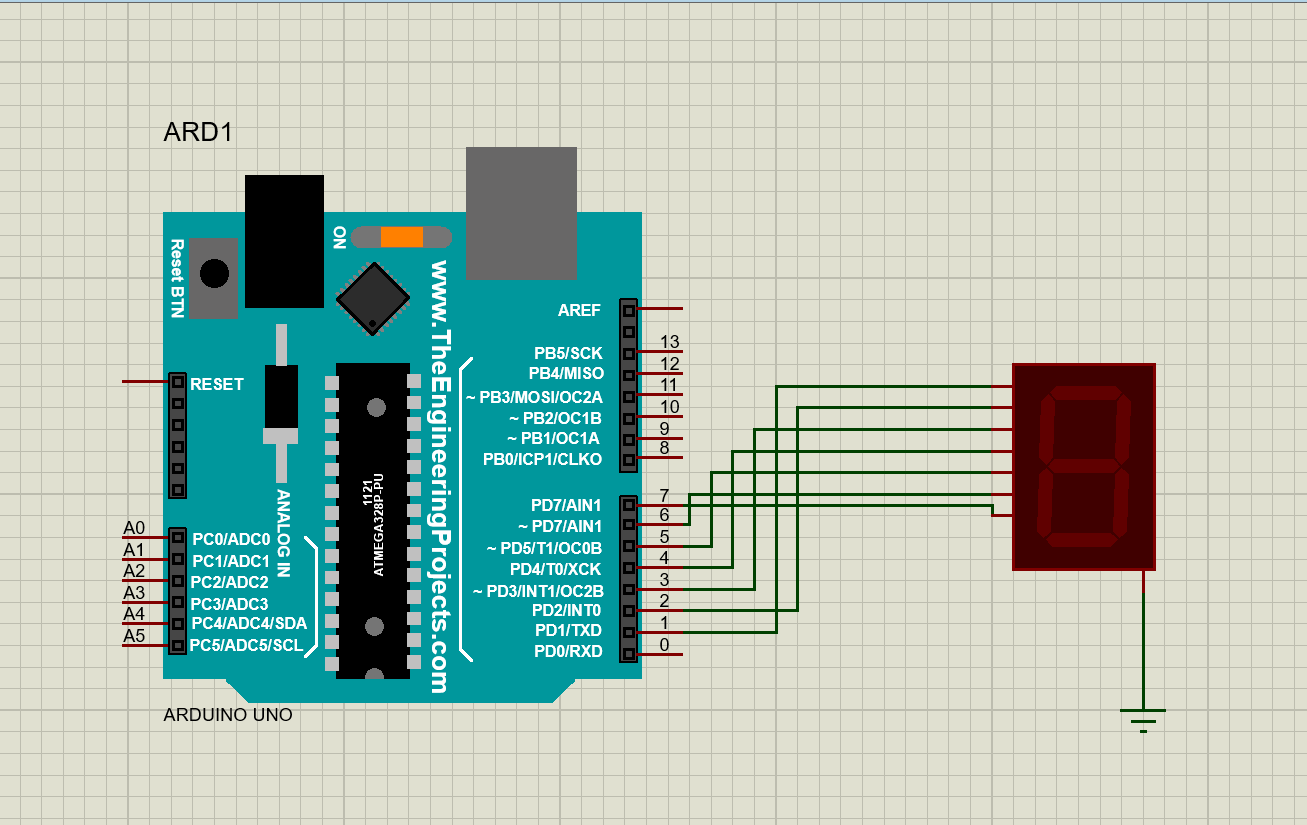 ARD1
ON
Reset BTN
www.TheEngineeringProjects.com
AREF
PB5/SCK
13
PB4/MISO
12
~ PB3/MOSI/OC2A
11
~ PB2/OC1B
10
~ PB1/OC1A
9
PB0/ICP1/CLKO
8
RESET
ANALOG IN
1121
ATMEGA328P-PU
PD7/AIN1
7
~ PD7/AIN1
6
~ PD5/T1/OC0B
5
PD4/T0/XCK
4
~ PD3/INT1/OC2B
3
PD2/INT0
2
PD1/TXD
1
PD0/RXD
0
A0
PC0/ADC0
A1
PC1/ADC1
A2
PC2/ADC2
A3
PC3/ADC3
A4
PC4/ADC4/SDA
A5
PC5/ADC5/SCL
ARDUINO UNO